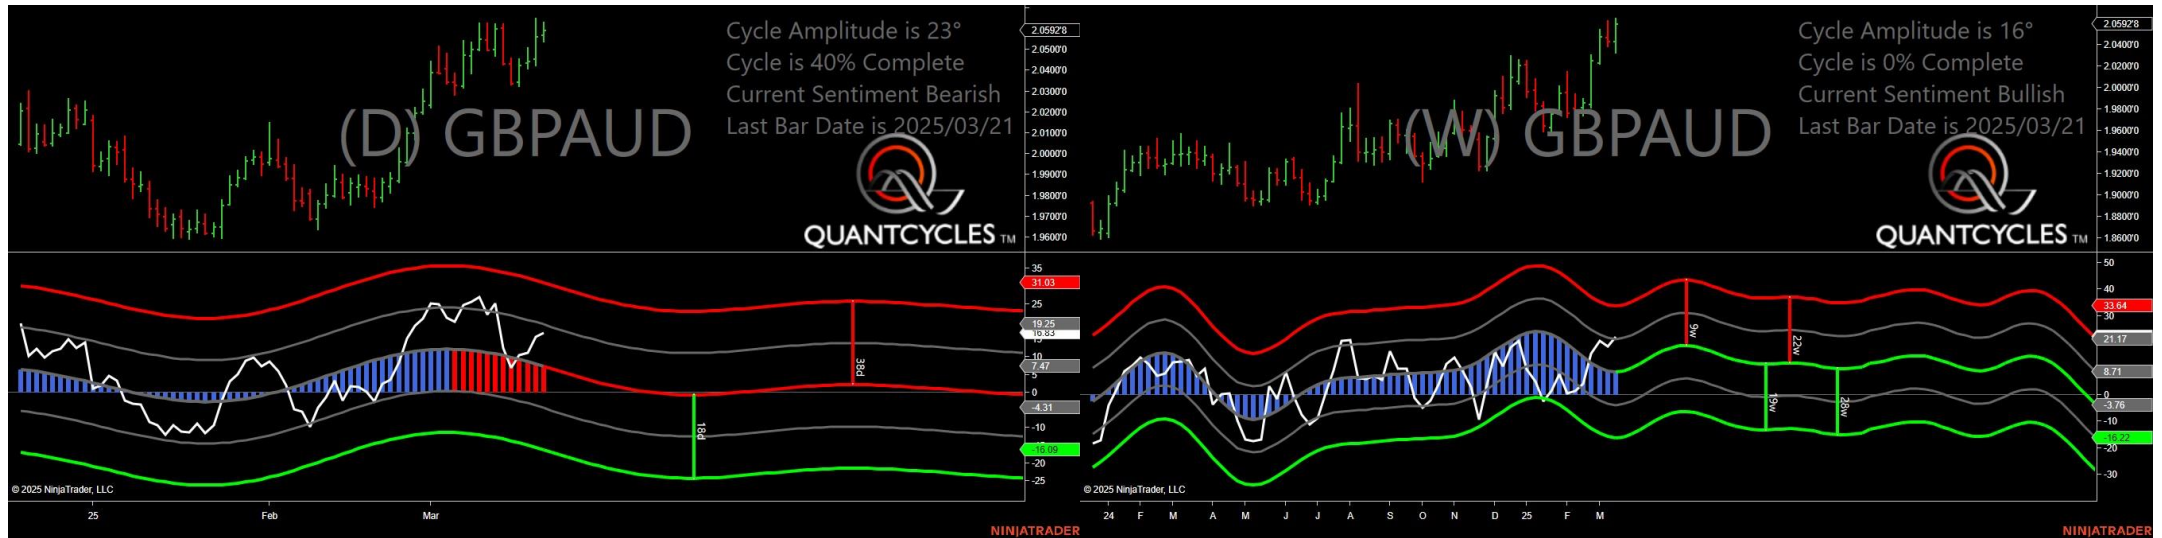 Cycle Amplitude is 23°
Cycle is 40% Complete
Current Sentiment Bearish
Last Bar Date is 2025/03/21
(D) GBPAUD
QUANTCYCLES TM
2.0592'8
2.0500'0
2.0400'0
2.0300'0
2.0200'0
2.0100'0
2.0000'0
1.9900'0
1.9800'0
1.9700'0
1.9600'0
35
31.03
25
19.25
16.83
10
7.47
5
0
-4.31
-10
-16.09
-20
-25
38d
18d
© 2025 NinjaTrader, LLC
25 Feb Mar
NINJATRADER
Cycle Amplitude is 16°
Cycle is 0% Complete
Current Sentiment Bullish
Last Bar Date is 2025/03/21
(W) GBPAUD
QUANTCYCLES TM
2.0592'8
2.0400'0
2.0200'0
2.0000'0
1.9800'0
1.9600'0
1.9400'0
1.9200'0
1.9000'0
1.8800'0
1.8600'0
50
40
33.64
30
21.17
8.71
0
-3.76
-10
-16.22
-20
-30
9w
22w
19w
28w
© 2025 NinjaTrader, LLC
24 F M A M J J A S O N D 25 F M
NINJATRADER